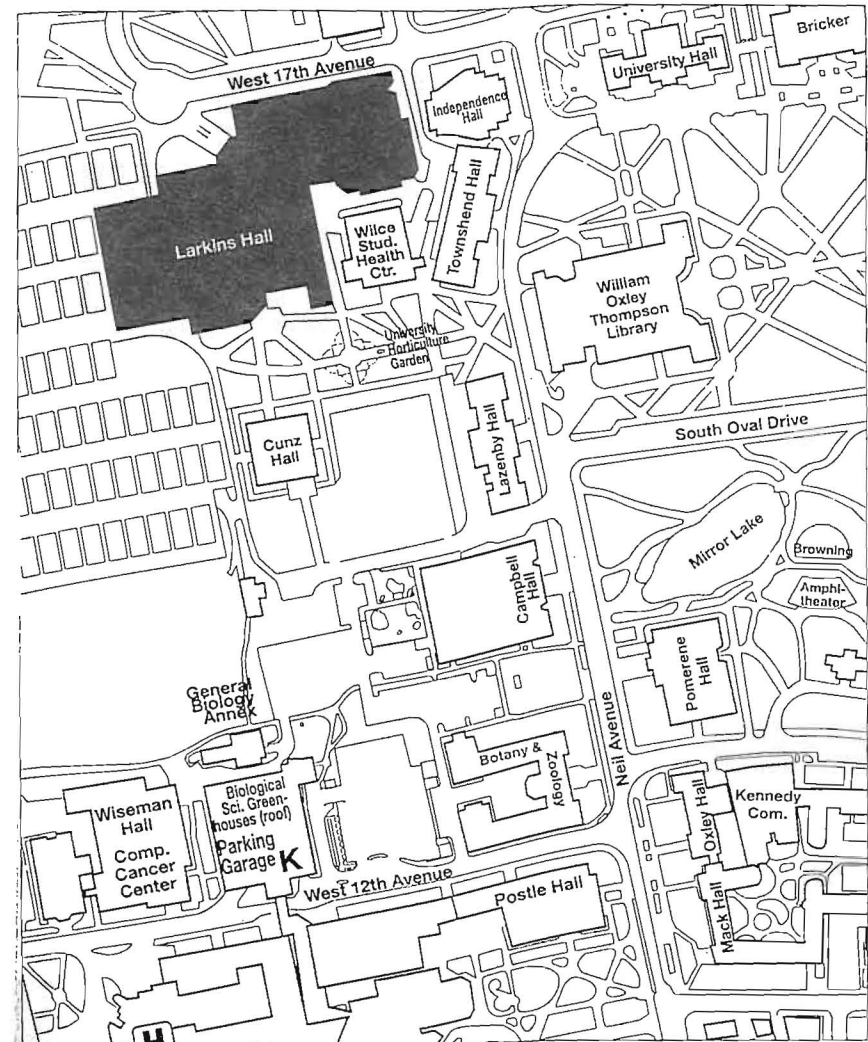 Bricker
University Hall
West 17th Avenue
Independence
Hall
Townshend Hall
Larkins Hall
Wilce
Stud.
Health
Ctr.
William
Oxley
Thompson
Library
University
Horticulture
Garden
Cunz
Hall
Lazenby Hall
South Oval Drive
Mirror Lake
Browning
Amphi-
theater
Campbell
Hall
Pomerene
Hall
General
Biology
Annex
Neil Avenue
Botany &
Zoology
Wiseman
Hall
Comp.
Cancer
Center
Biological
Sci. Green-
houses (roof)
Parking
Garage K
Oxley Hall
Kennedy
Com.
West 12th Avenue
Postle Hall
Mack Hall
H